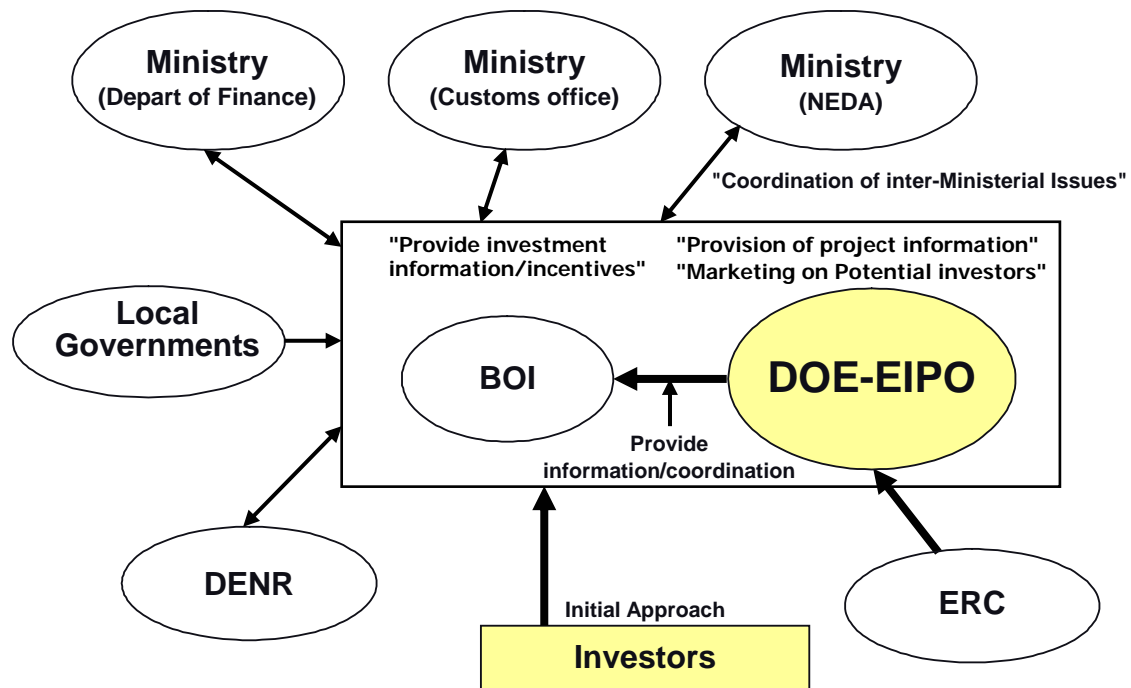 Ministry
(Depart of Finance)
Ministry
(Customs office)
Ministry
(NEDA)
"Coordination of inter-Ministerial Issues"
"Provide investment
information/incentives"
"Provision of project information"
"Marketing on Potential investors"
Local
Governments
BOI
DOE-EIPO
Provide
information/coordination
DENR
ERC
Initial Approach
Investors